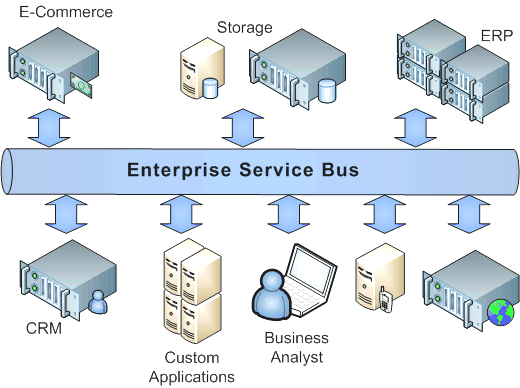 E-Commerce
Storage
ERP
Enterprise Service Bus
CRM
Custom
Applications
Business
Analyst